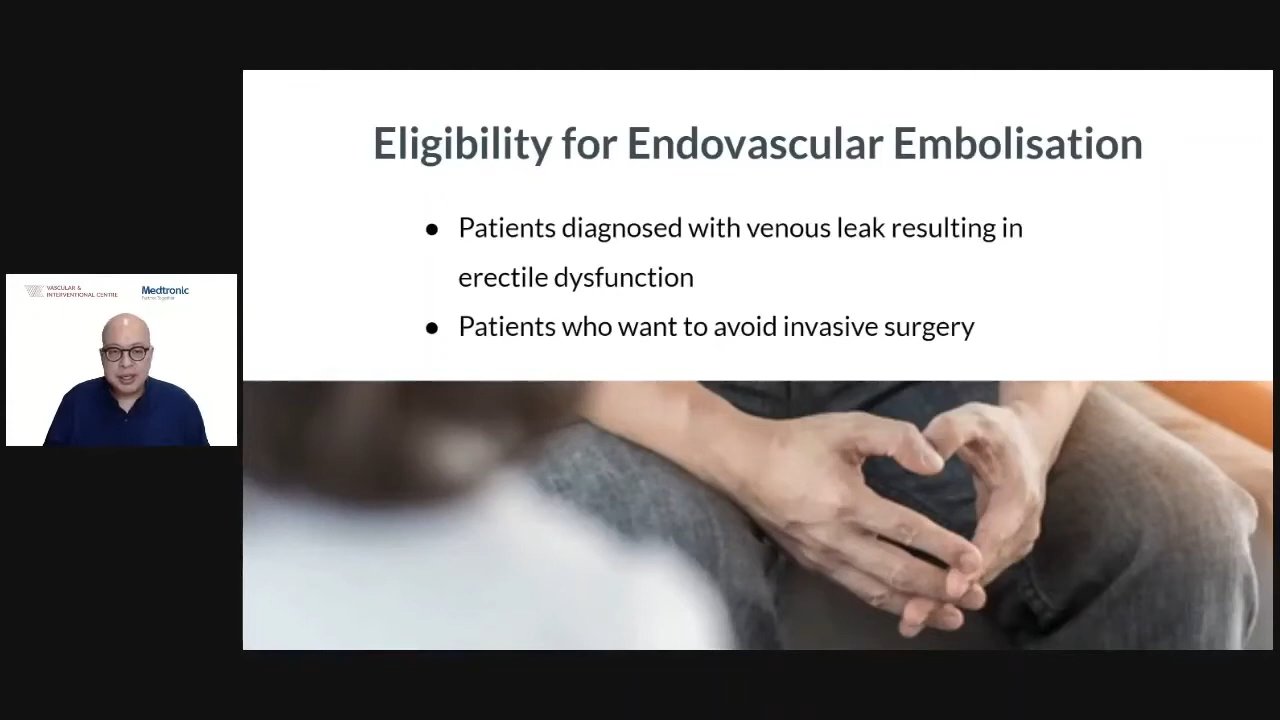 Eligibility for Endovascular Embolisation
● Patients diagnosed with venous leak resulting in
erectile dysfunction
● Patients who want to avoid invasive surgery
VASCULAR &
INTERVENTIONAL CENTRE
Medtronic